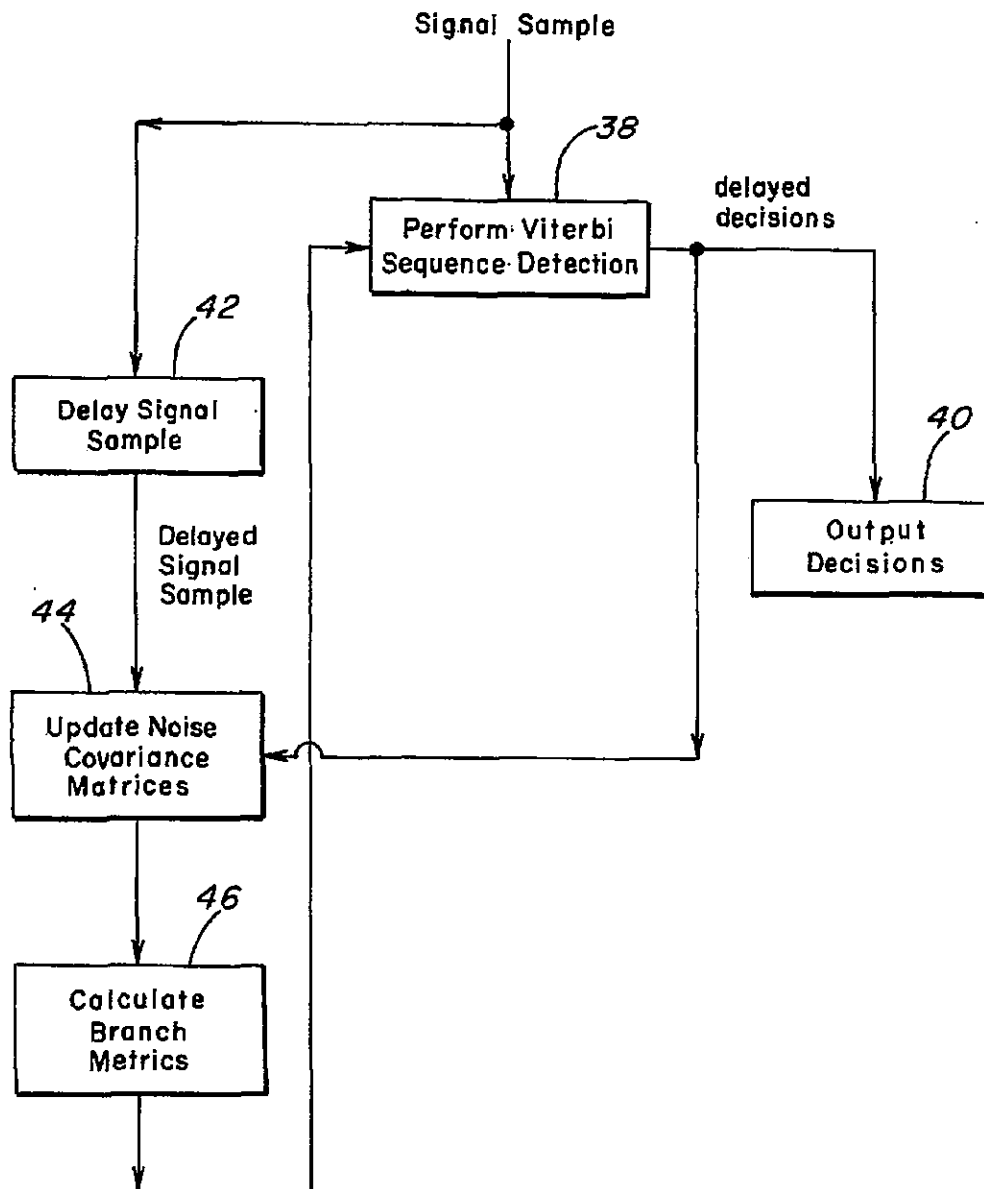 Signal Sample
38
Perform Viterbi
Sequence Detection
delayed
decisions
42
Delay Signal
Sample
40
Output
Decisions
Delayed
Signal
Sample
44
Update Noise
Covariance
Matrices
46
Calculate
Branch
Metrics